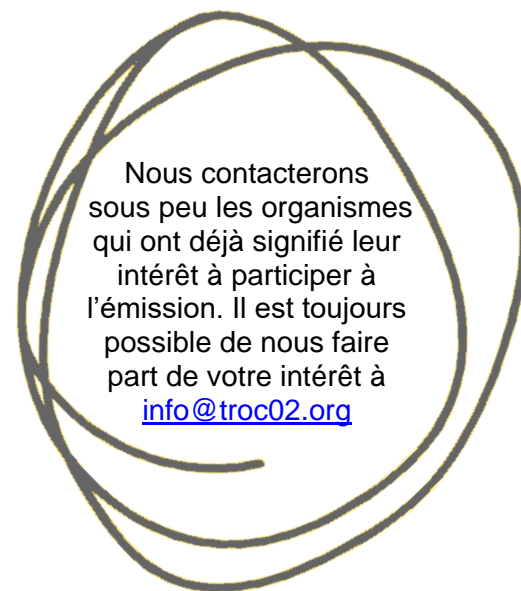 Nous contacterons
sous peu les organismes
qui ont déjà signifié leur
intérêt à participer à
l’émission. Il est toujours
possible de nous faire
part de votre intérêt à
info@troc02.org